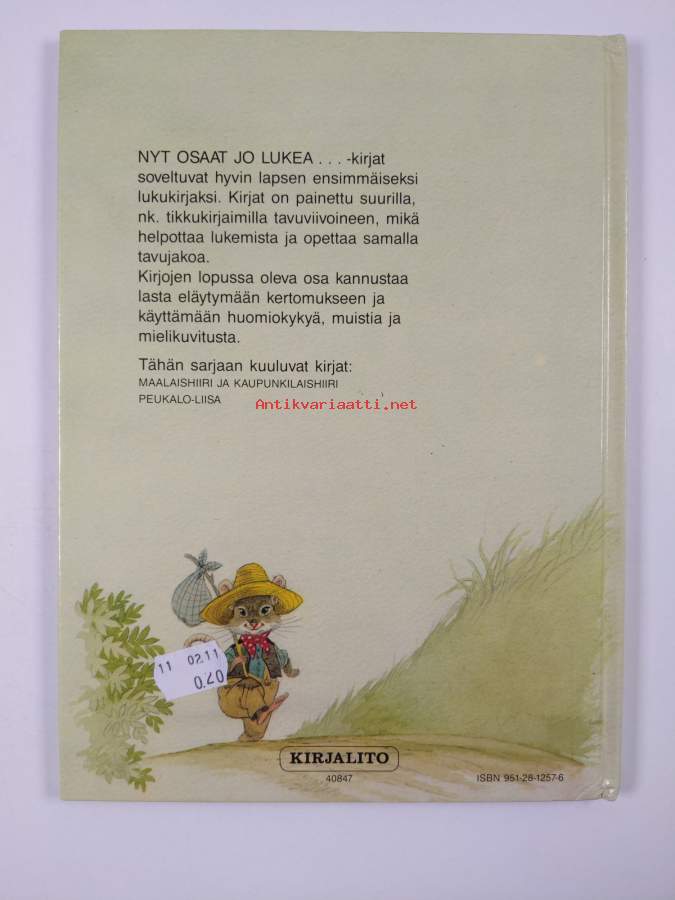 NYT OSAAT JO LUKEA . . . -kirjat
soveltuvat hyvin lapsen ensimmäiseksi
lukukirjaksi. Kirjat on painettu suurilla,
nk. tikkukirjaimilla tavuviivoineen, mikä
helpottaa lukemista ja opettaa samalla
tavujakoa.
Kirjojen lopussa oleva osa kannustaa
lasta eläytymään kertomukseen ja
käyttämään huomiokykyä, muistia ja
mielikuvitusta.
Tähän sarjaan kuuluvat kirjat:
MAALAISHIIRI JA KAUPUNKILAISHIIRI
PEUKALO-LIISA
Antikvariaatti.net
11 02.11
0.70
KIRJALITO
40847
ISBN 951-28-1257-6